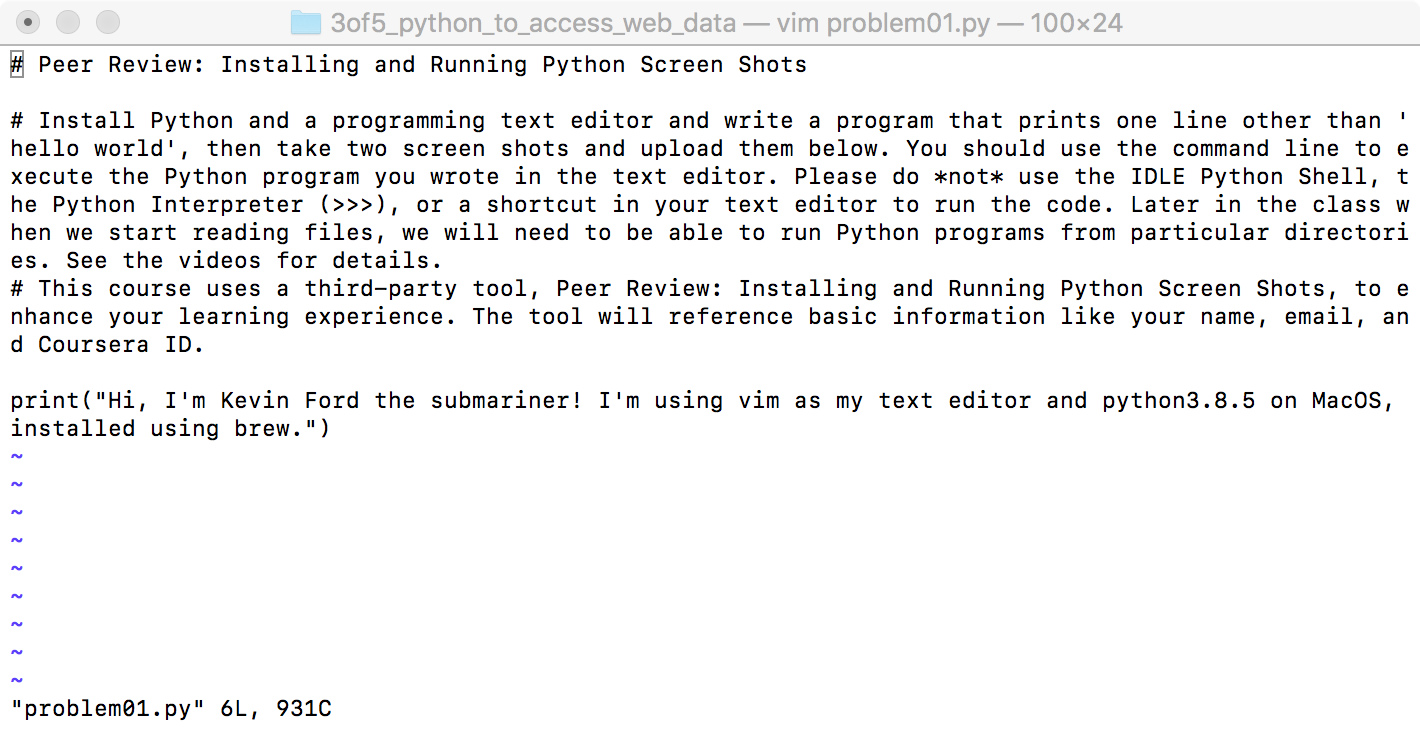 3of5_python_to_access_web_data — vim problem01.py — 100×24
# Peer Review: Installing and Running Python Screen Shots
# Install Python and a programming text editor and write a program that prints one line other than '
hello world', then take two screen shots and upload them below. You should use the command line to e
xecute the Python program you wrote in the text editor. Please do *not* use the IDLE Python Shell, t
he Python Interpreter (>>>), or a shortcut in your text editor to run the code. Later in the class w
hen we start reading files, we will need to be able to run Python programs from particular directori
es. See the videos for details.
# This course uses a third-party tool, Peer Review: Installing and Running Python Screen Shots, to e
nhance your learning experience. The tool will reference basic information like your name, email, an
d Coursera ID.
print("Hi, I'm Kevin Ford the submariner! I'm using vim as my text editor and python3.8.5 on MacOS,
installed using brew.")
~
~
~
~
~
~
~
~
~
"problem01.py" 6L, 931C